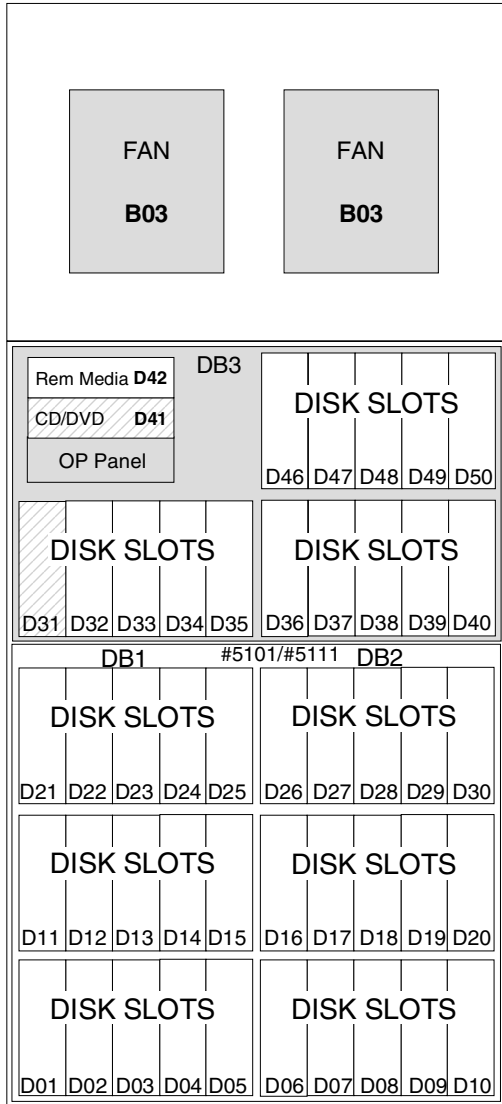 FAN FAN
B03 B03
DB3
Rem Media D42
CD/DVD D41
OP Panel
DISK SLOTS
D46 D47 D48 D49 D50
DISK SLOTS DISK SLOTS
D31 D32 D33 D34 D35 D36 D37 D38 D39 D40
DB1 #5101/#5111 DB2
DISK SLOTS DISK SLOTS
D21 D22 D23 D24 D25 D26 D27 D28 D29 D30
DISK SLOTS DISK SLOTS
D11 D12 D13 D14 D15 D16 D17 D18 D19 D20
DISK SLOTS DISK SLOTS
D01 D02 D03 D04 D05 D06 D07 D08 D09 D10